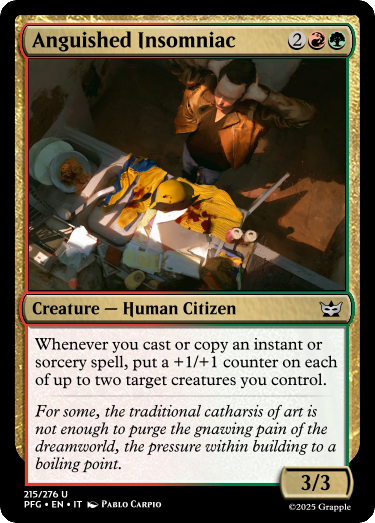 Anguished Insomniac 2
Creature — Human Citizen
Whenever you cast or copy an instant or
sorcery spell, put a +1/+1 counter on each
of up to two target creatures you control.
For some, the traditional catharsis of art is
not enough to purge the gnawing pain of the
dreamworld, the pressure within building to a
boiling point.
3/3
215/276 U
PFG • EN • IT Pablo Carpio
©2025 Grapple